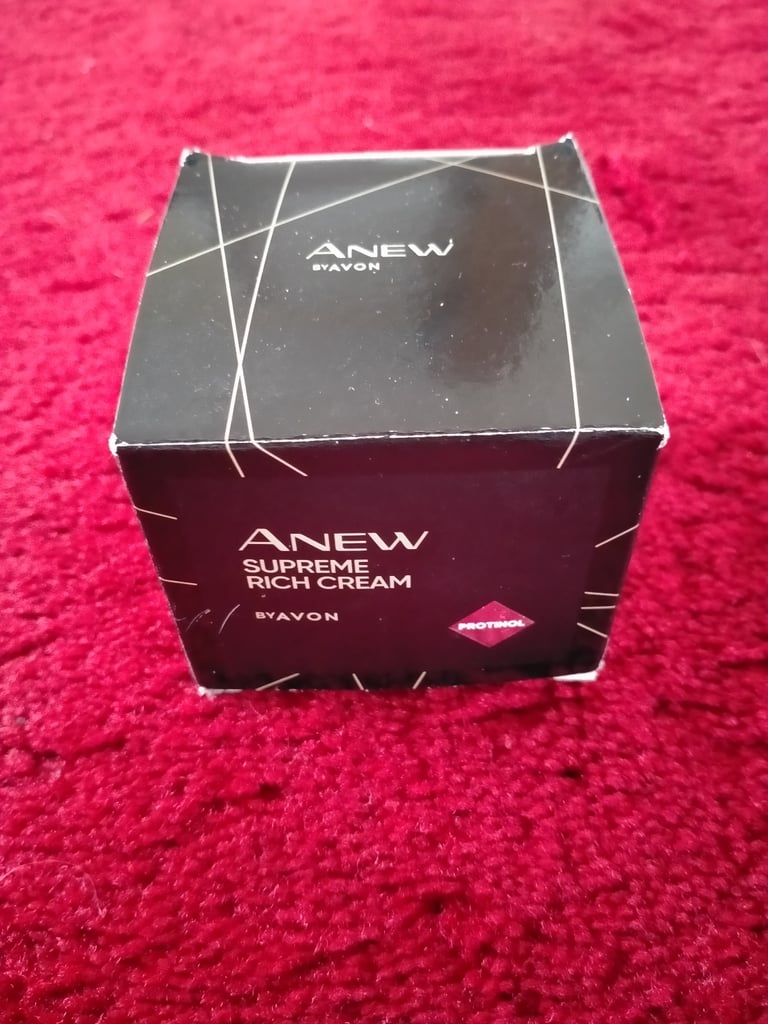 ANEW
BY AVON
ANEW
SUPREME
RICH CREAM
BY AVON
PROTINOL